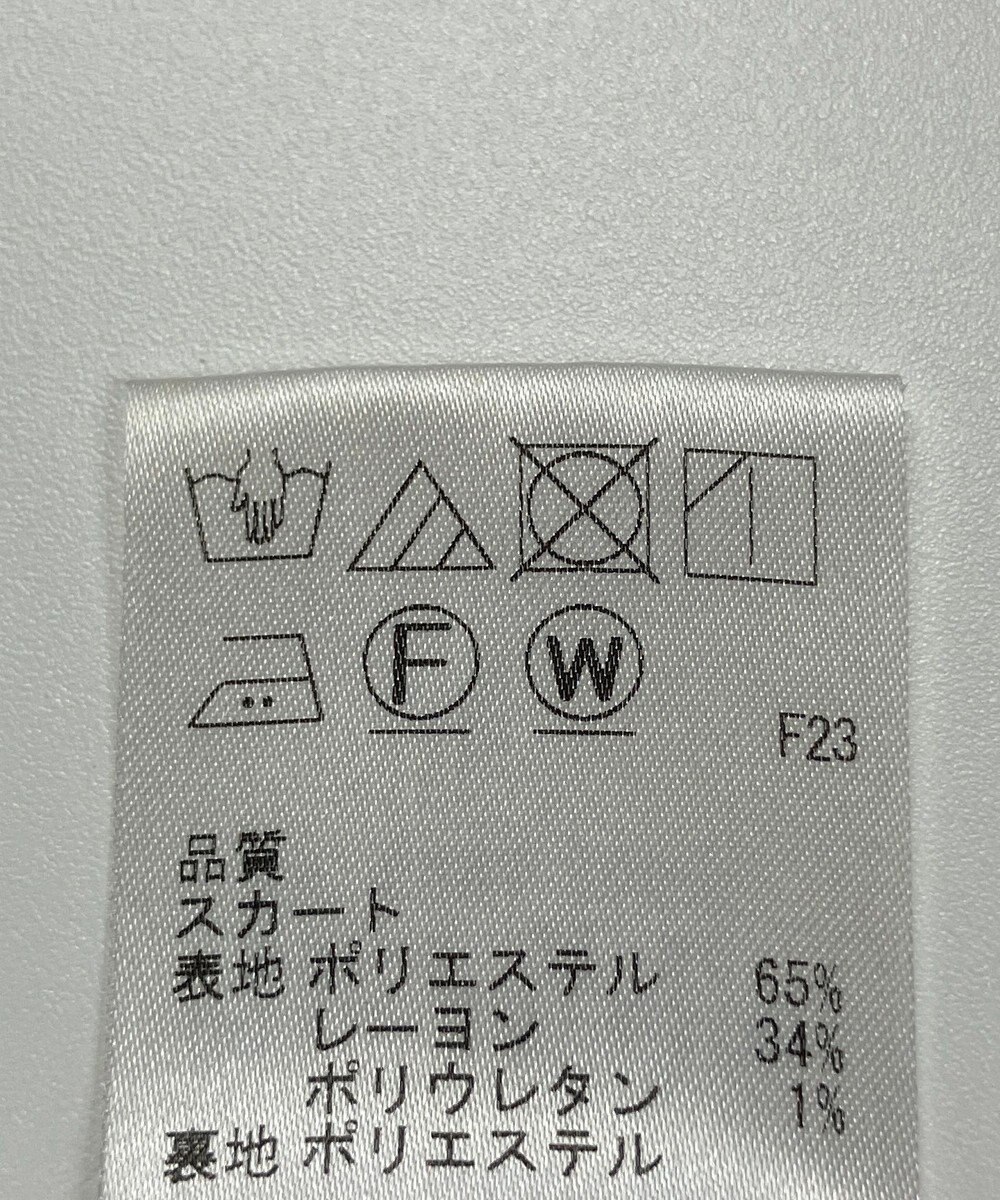 F W
F23
品質
スカート
表地 ポリエステル 65%
レーヨン 34%
ポリウレタン 1%
裏地 ポリエステル